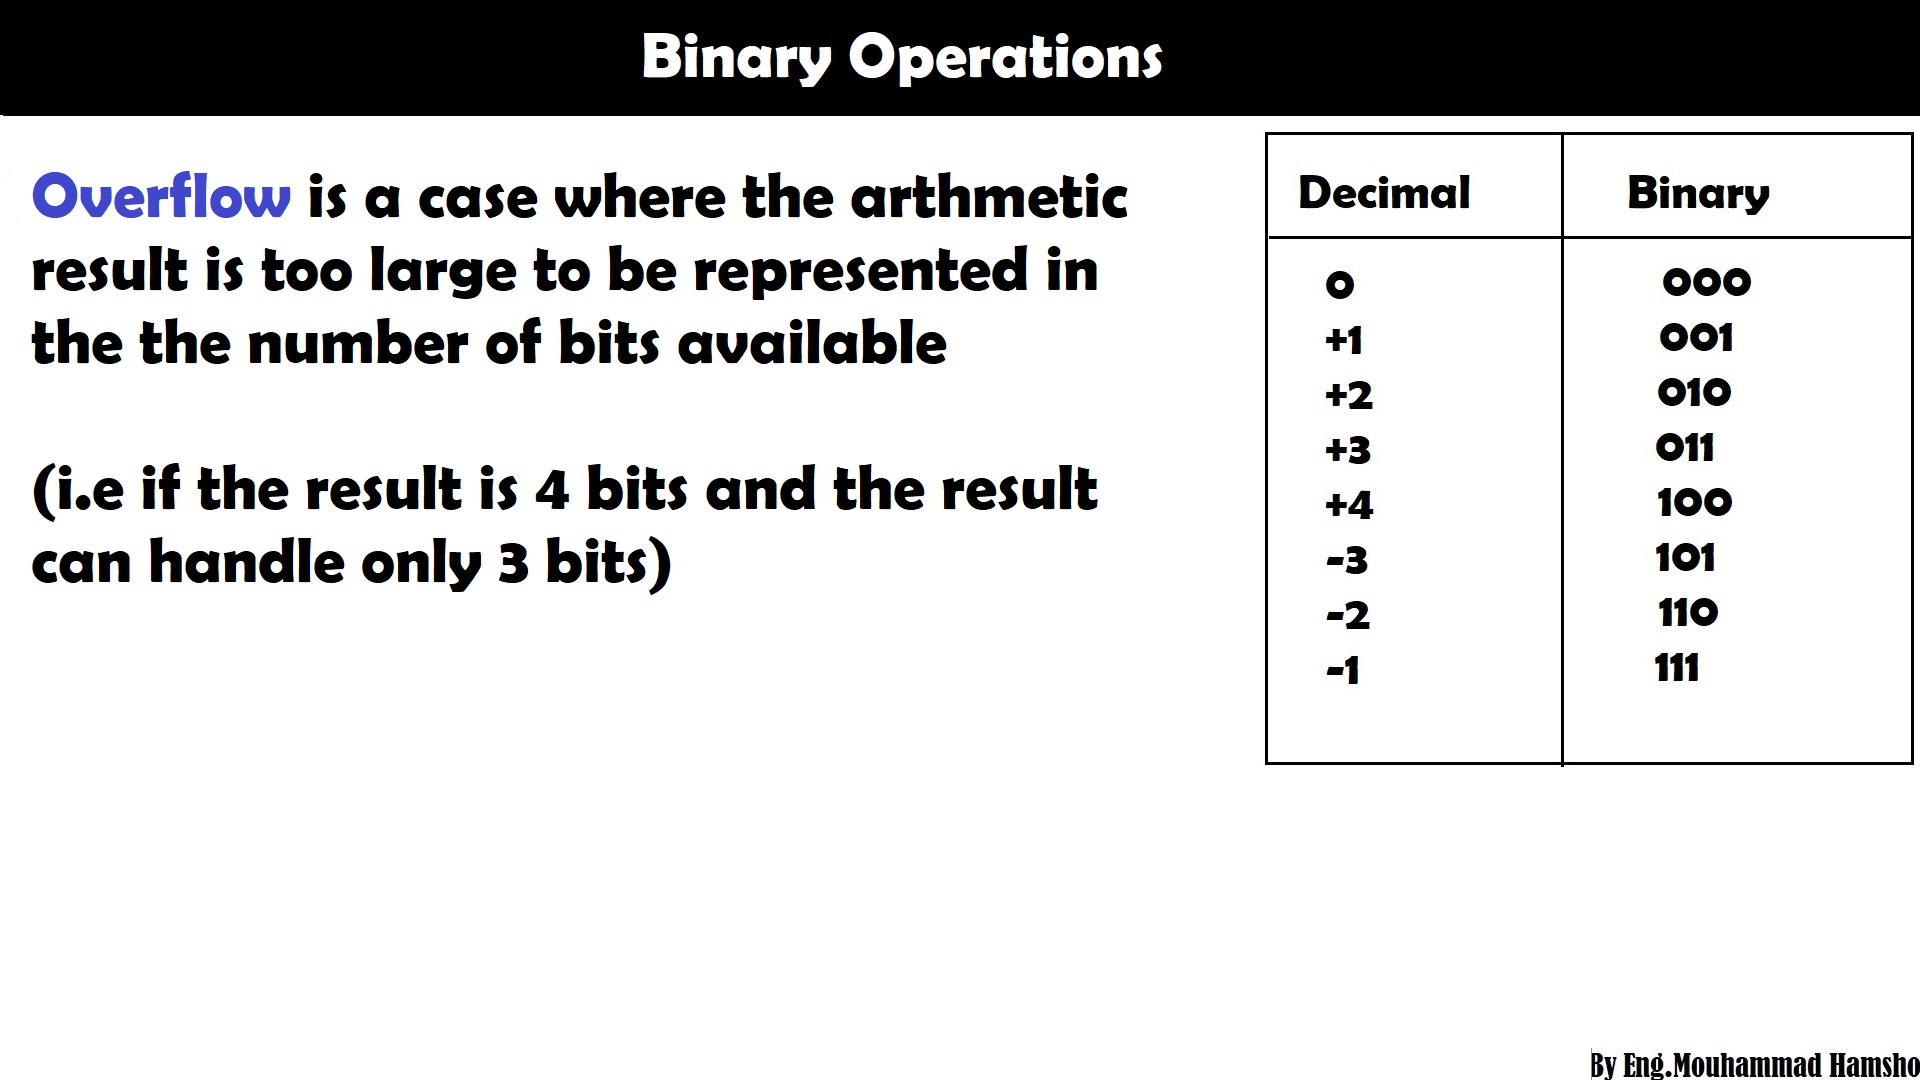 Binary Operations
Overflow is a case where the arthmetic
result is too large to be represented in
the the number of bits available
(i.e if the result is 4 bits and the result
can handle only 3 bits)
Decimal Binary
0 000
+1 001
+2 010
+3 011
+4 100
-3 101
-2 110
-1 111
By Eng.Mouhammad Hamsho